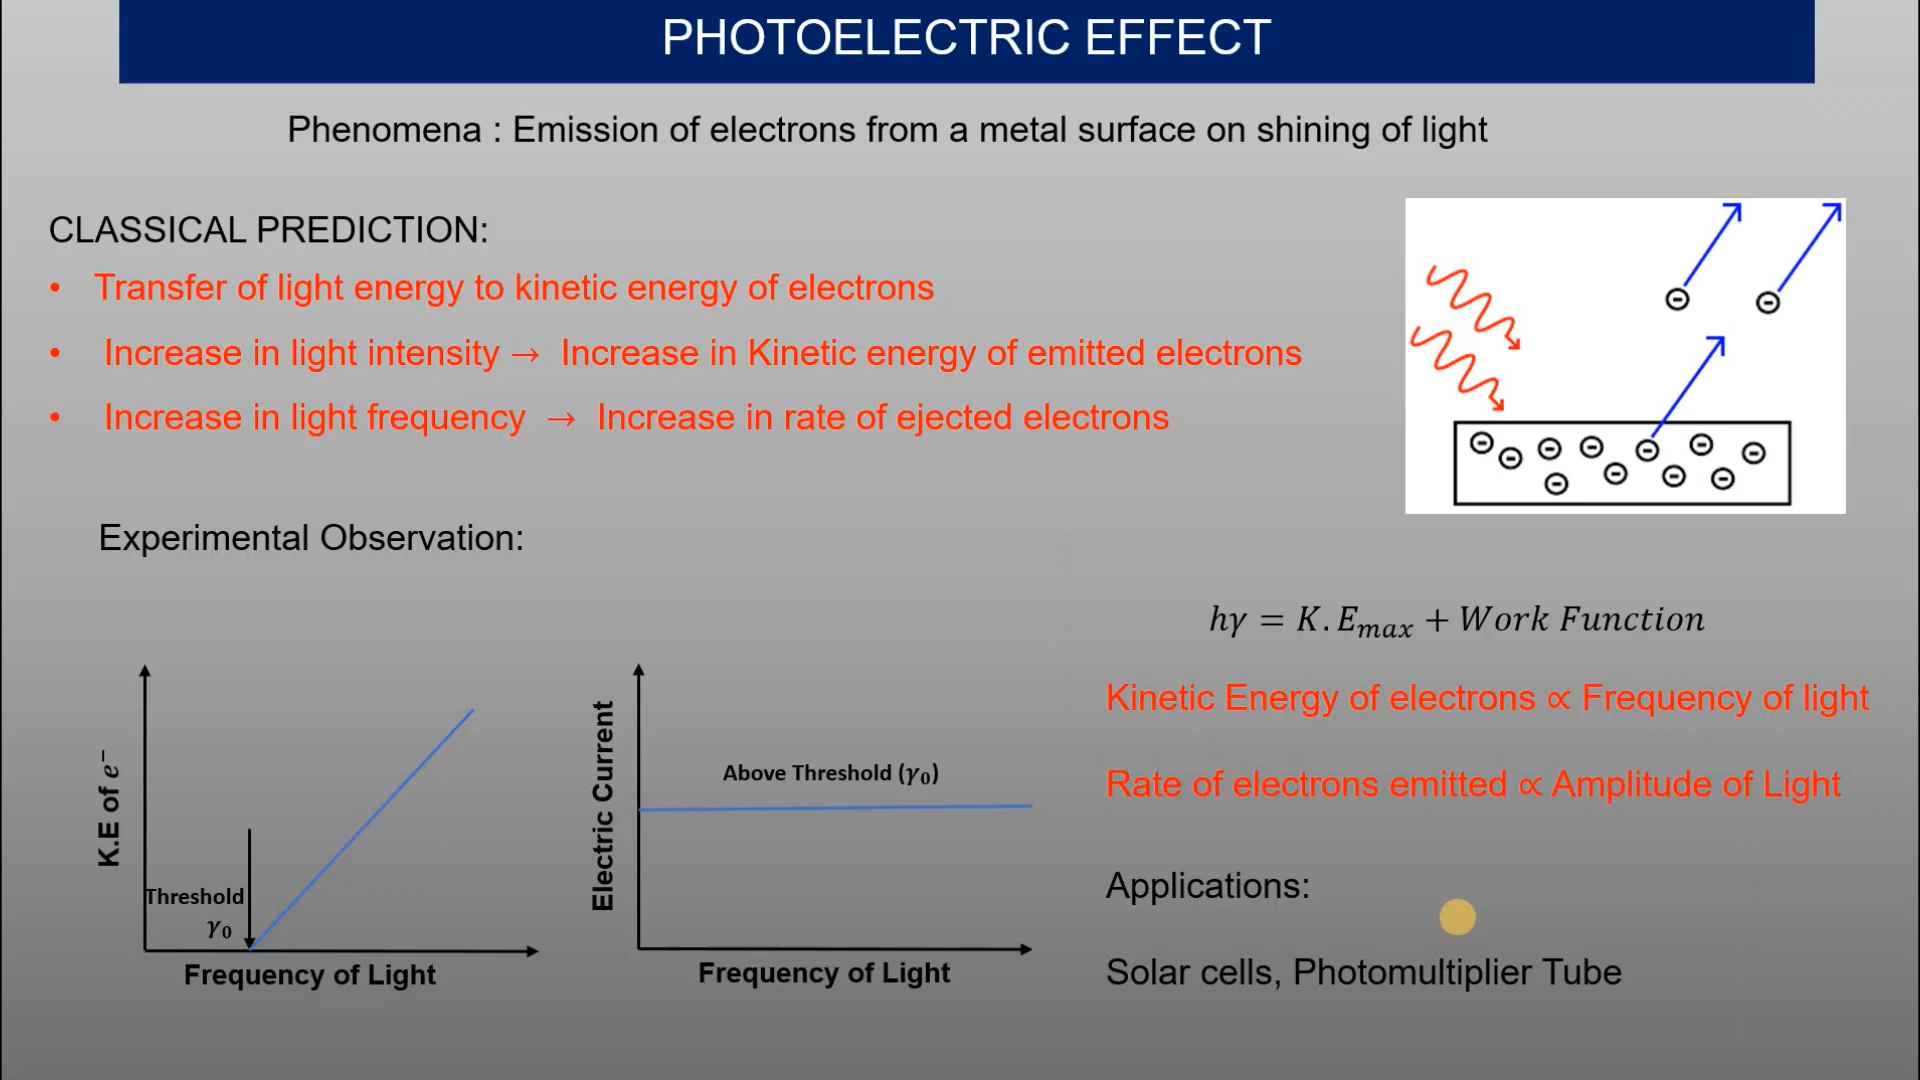 PHOTOELECTRIC EFFECT
Phenomena : Emission of electrons from a metal surface on shining of light
CLASSICAL PREDICTION:
• Transfer of light energy to kinetic energy of electrons
• Increase in light intensity → Increase in Kinetic energy of emitted electrons
• Increase in light frequency → Increase in rate of ejected electrons
Experimental Observation:
K.E of e⁻
Threshold
γ₀
Frequency of Light
Electric Current
Above Threshold (γ₀)
Frequency of Light
hγ = K.Eₘₐₓ + Work Function
Kinetic Energy of electrons ∝ Frequency of light
Rate of electrons emitted ∝ Amplitude of Light
Applications:
Solar cells, Photomultiplier Tube